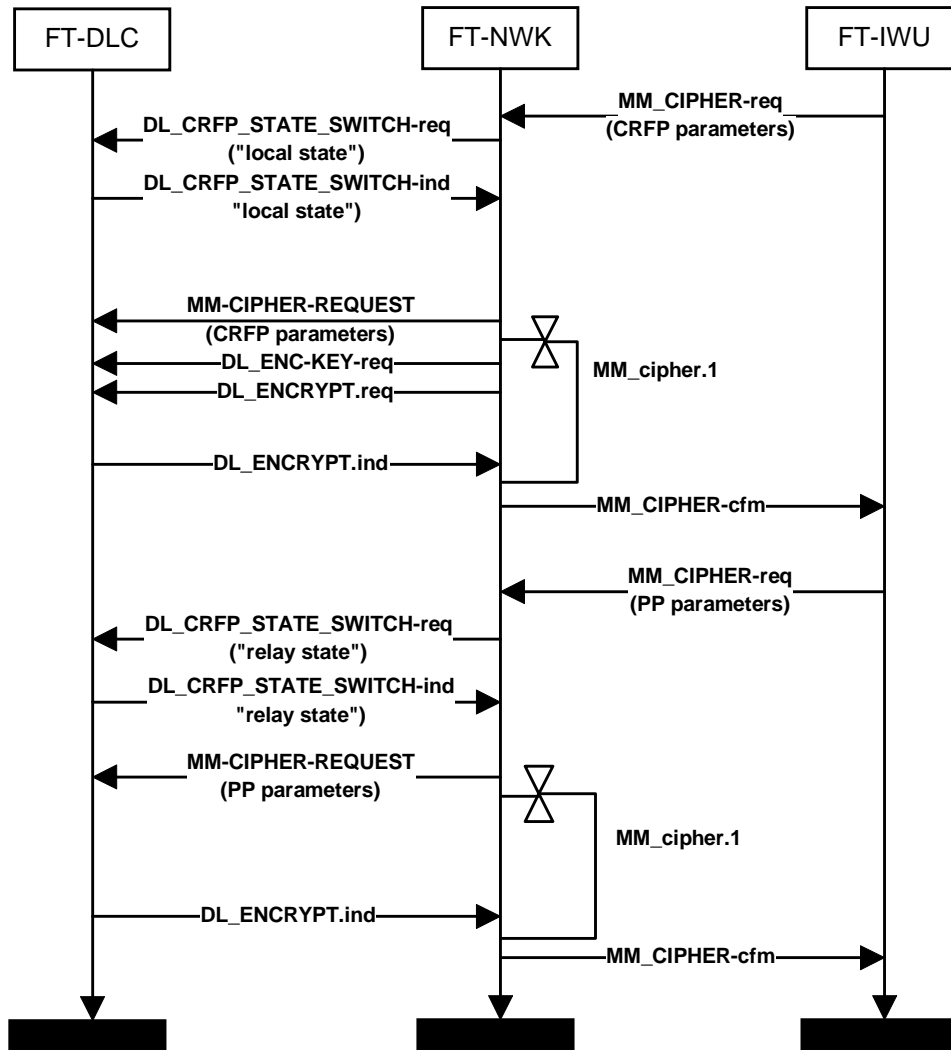 FT-DLC
FT-NWK
FT-IWU
MM_CIPHER-req
(CRFP parameters)
DL_CRFP_STATE_SWITCH-req
("local state")
DL_CRFP_STATE_SWITCH-ind
"local state")
MM-CIPHER-REQUEST
(CRFP parameters)
DL_ENC-KEY-req
MM_cipher.1
DL_ENCRYPT.req
DL_ENCRYPT.ind
MM_CIPHER-cfm
MM_CIPHER-req
(PP parameters)
DL_CRFP_STATE_SWITCH-req
("relay state")
DL_CRFP_STATE_SWITCH-ind
"relay state")
MM-CIPHER-REQUEST
(PP parameters)
MM_cipher.1
DL_ENCRYPT.ind
MM_CIPHER-cfm